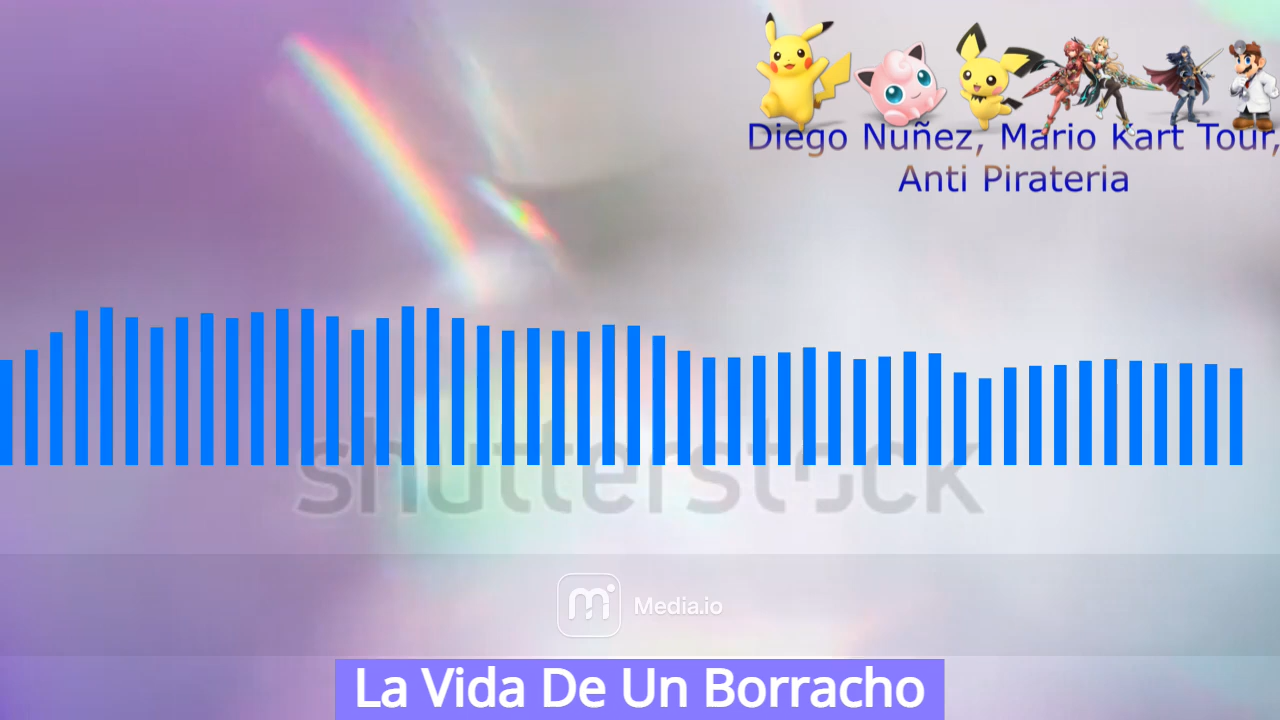 Diego Nuñez, Mario Kart Tour,
Anti Pirateria
shutterstock
Media.io
La Vida De Un Borracho